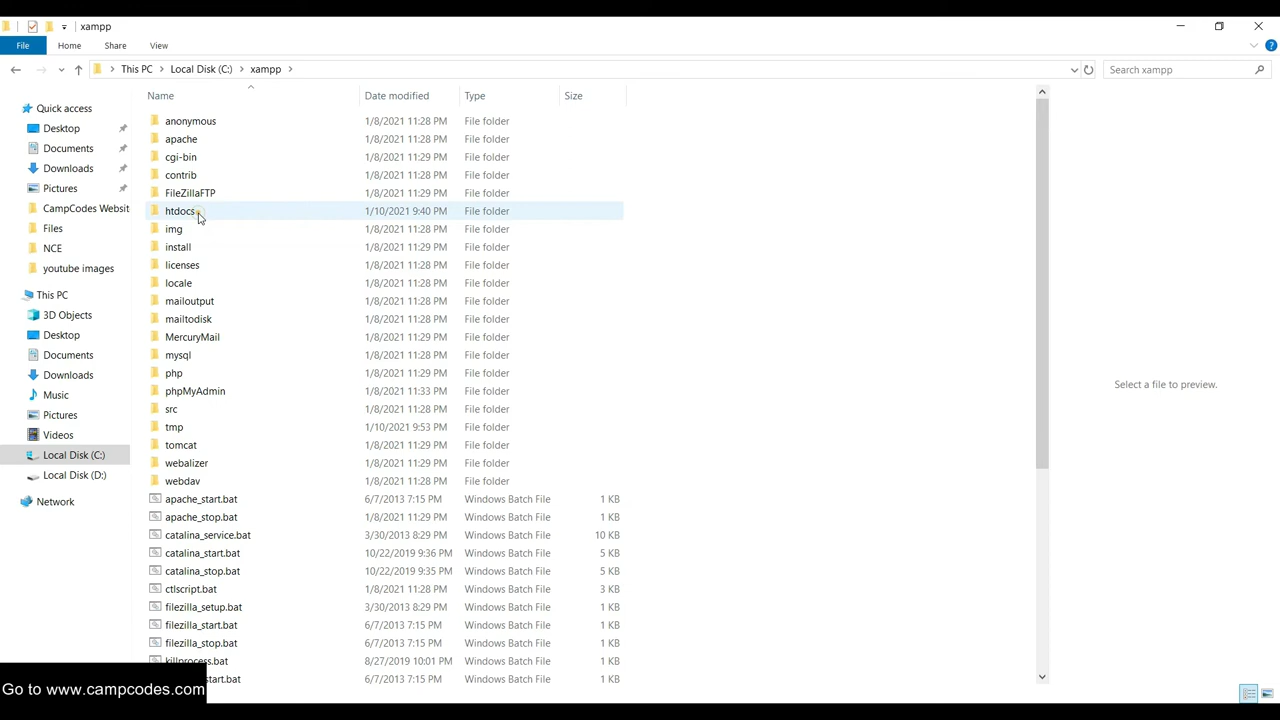 xampp
File Home Share View
This PC Local Disk (C:) xampp Search xampp
Name Date modified Type Size
Quick access
Desktop
Documents
Downloads
Pictures
CampCodes Websit
Files
NCE
youtube images
This PC
3D Objects
Desktop
Documents
Downloads
Music
Pictures
Videos
Local Disk (C:)
Local Disk (D:)
Network
anonymous 1/8/2021 11:28 PM File folder
apache 1/8/2021 11:28 PM File folder
cgi-bin 1/8/2021 11:29 PM File folder
contrib 1/8/2021 11:28 PM File folder
FileZillaFTP 1/8/2021 11:29 PM File folder
htdocs 1/10/2021 9:40 PM File folder
img 1/8/2021 11:28 PM File folder
install 1/8/2021 11:29 PM File folder
licenses 1/8/2021 11:28 PM File folder
locale 1/8/2021 11:28 PM File folder
mailoutput 1/8/2021 11:28 PM File folder
mailtodisk 1/8/2021 11:28 PM File folder
MercuryMail 1/8/2021 11:29 PM File folder
mysql 1/8/2021 11:28 PM File folder
php 1/8/2021 11:29 PM File folder
phpMyAdmin 1/8/2021 11:33 PM File folder
src 1/8/2021 11:28 PM File folder
tmp 1/10/2021 9:53 PM File folder
tomcat 1/8/2021 11:29 PM File folder
webalizer 1/8/2021 11:29 PM File folder
webdav 1/8/2021 11:29 PM File folder
apache_start.bat 6/7/2013 7:15 PM Windows Batch File 1 KB
apache_stop.bat 1/8/2021 11:29 PM Windows Batch File 1 KB
catalina_service.bat 3/30/2013 8:29 PM Windows Batch File 10 KB
catalina_start.bat 10/22/2019 9:36 PM Windows Batch File 5 KB
catalina_stop.bat 10/22/2019 9:35 PM Windows Batch File 5 KB
ctlscript.bat 1/8/2021 11:28 PM Windows Batch File 3 KB
filezilla_setup.bat 3/30/2013 8:29 PM Windows Batch File 1 KB
filezilla_start.bat 6/7/2013 7:15 PM Windows Batch File 1 KB
filezilla_stop.bat 6/7/2013 7:15 PM Windows Batch File 1 KB
killprocess.bat 8/27/2019 10:01 PM Windows Batch File 1 KB
start.bat 6/7/2013 7:15 PM Windows Batch File 1 KB
Select a file to preview.
Go to www.campcodes.com